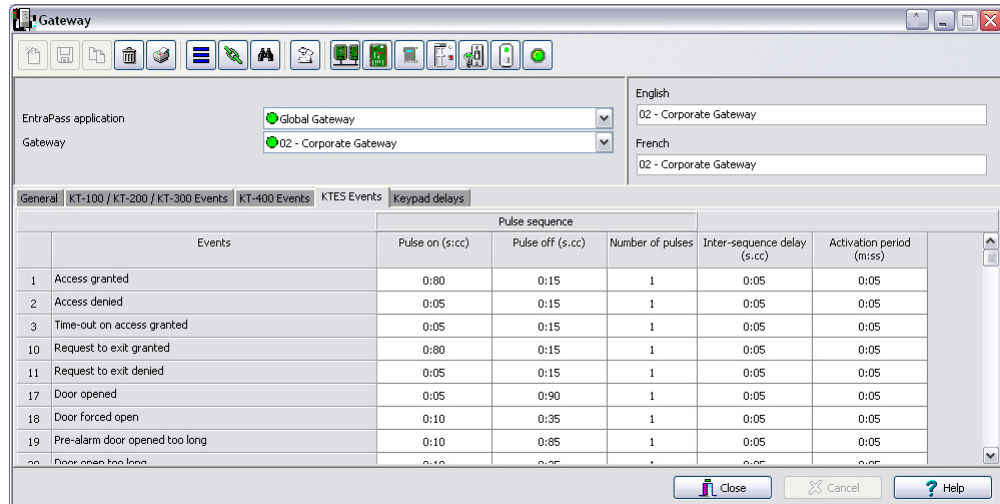 Gateway
English
EntraPass application
Global Gateway
02 - Corporate Gateway
Gateway
02 - Corporate Gateway
French
02 - Corporate Gateway
General KT-100 / KT-200 / KT-300 Events KT-400 Events KTES Events Keypad delays
Pulse sequence
Events Pulse on (s:cc) Pulse off (s.cc) Number of pulses Inter-sequence delay (s.cc) Activation period (m:ss)
1 Access granted 0:80 0:15 1 0:05 0:05
2 Access denied 0:05 0:15 1 0:05 0:05
3 Time-out on access granted 0:05 0:15 1 0:05 0:05
10 Request to exit granted 0:80 0:15 1 0:05 0:05
11 Request to exit denied 0:05 0:15 1 0:05 0:05
17 Door opened 0:05 0:90 1 0:05 0:05
18 Door forced open 0:10 0:35 1 0:05 0:05
19 Pre-alarm door opened too long 0:10 0:85 1 0:05 0:05
Door open too long
Close Cancel ? Help